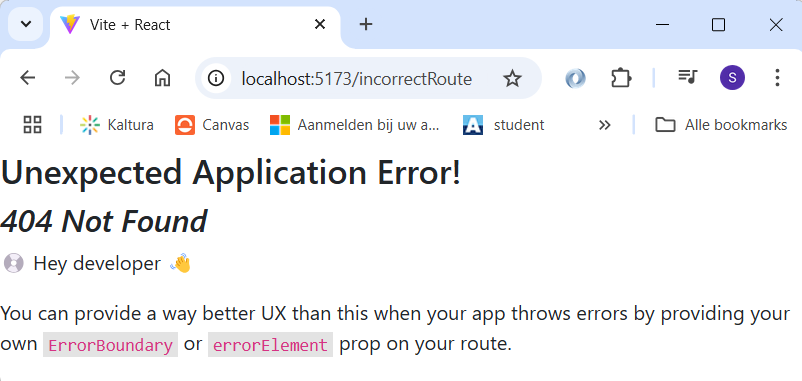 Vite + React
localhost:5173/incorrectRoute
S
Kaltura Canvas Aanmelden bij uw a... student Alle bookmarks
Unexpected Application Error!
404 Not Found
💿 Hey developer 👋
You can provide a way better UX than this when your app throws errors by providing your
own ErrorBoundary or errorElement prop on your route.